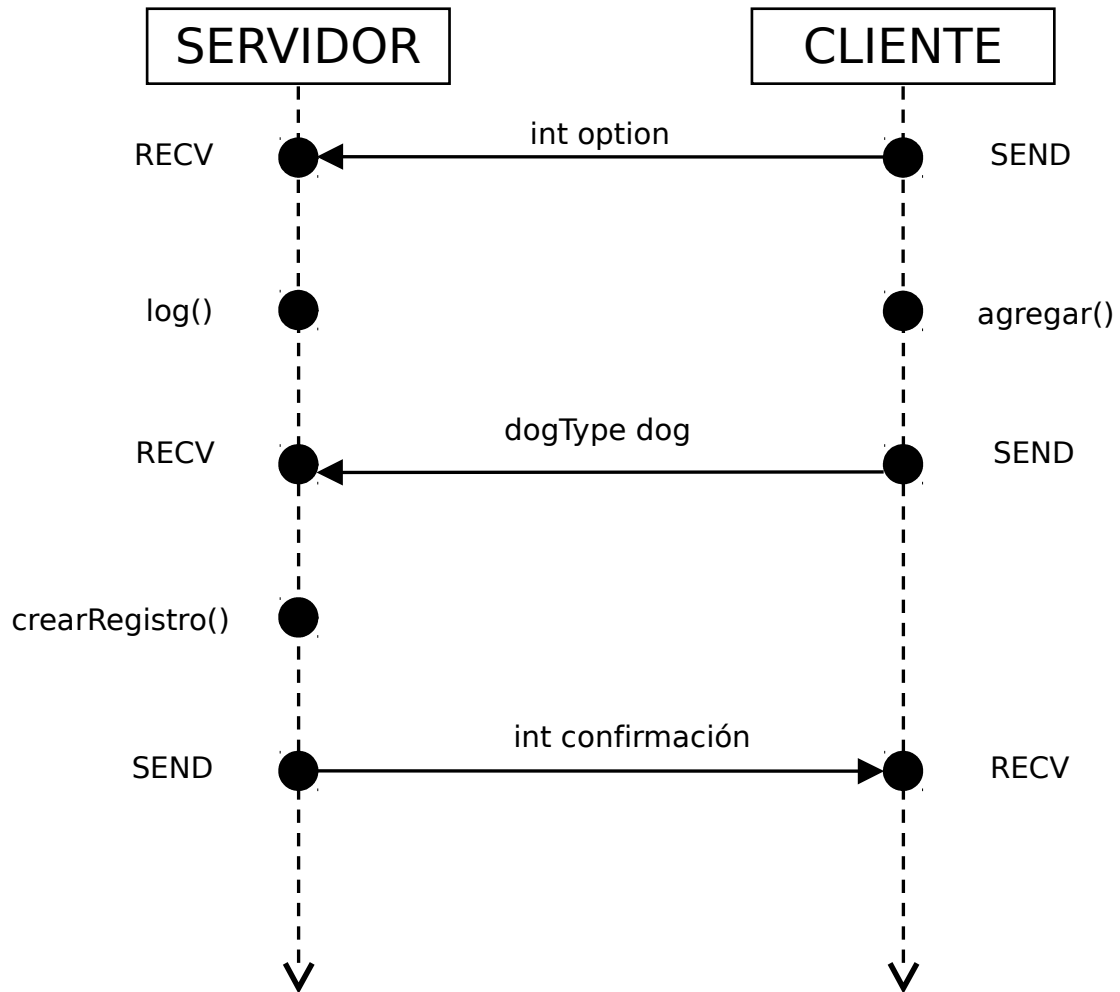 SERVIDOR
CLIENTE
RECV
int option
SEND
log()
agregar()
RECV
dogType dog
SEND
crearRegistro()
SEND
int confirmación
RECV